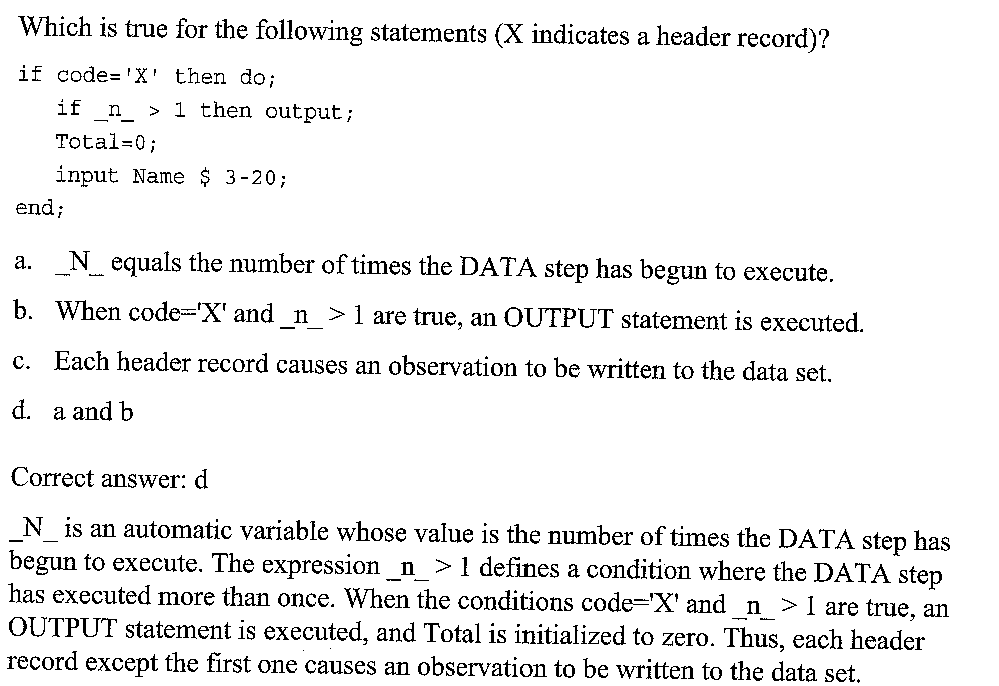 Which is true for the following statements (X indicates a header record)?
if code='X' then do;
if _n_ > 1 then output;
Total=0;
input Name $ 3-20;
end;
a. _N_ equals the number of times the DATA step has begun to execute.
b. When code='X' and _n_ > 1 are true, an OUTPUT statement is executed.
c. Each header record causes an observation to be written to the data set.
d. a and b
Correct answer: d
_N_ is an automatic variable whose value is the number of times the DATA step has
begun to execute. The expression _n_ > 1 defines a condition where the DATA step
has executed more than once. When the conditions code='X' and _n_ > 1 are true, an
OUTPUT statement is executed, and Total is initialized to zero. Thus, each header
record except the first one causes an observation to be written to the data set.